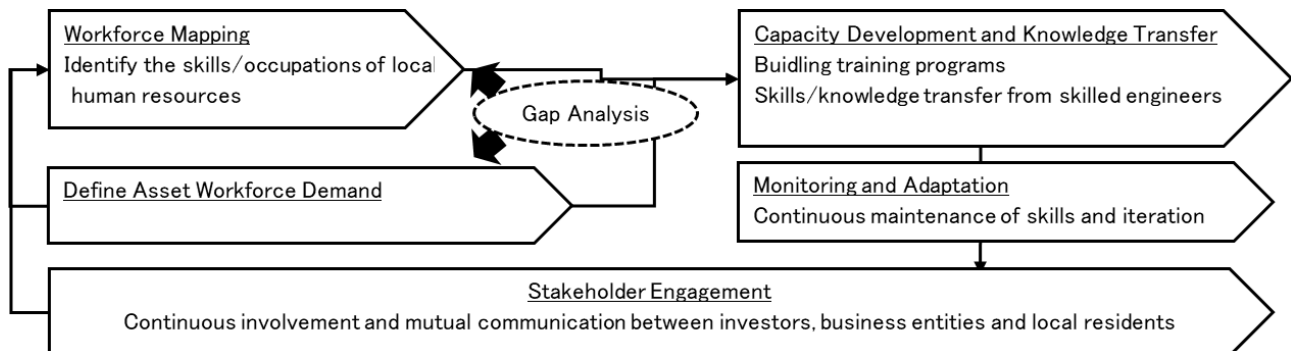 Workforce Mapping
Identify the skills/occupations of local
human resources
Gap Analysis
Define Asset Workforce Demand
Capacity Development and Knowledge Transfer
Buidling training programs
Skills/knowledge transfer from skilled engineers
Monitoring and Adaptation
Continuous maintenance of skills and iteration
Stakeholder Engagement
Continuous involvement and mutual communication between investors, business entities and local residents